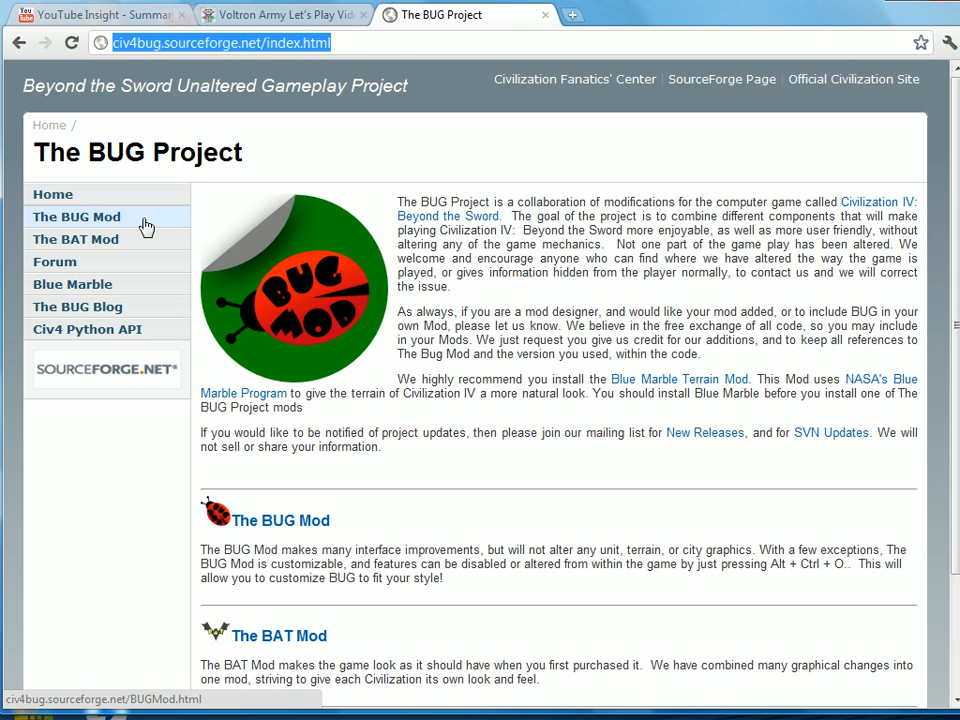 YouTube Insight - Summar
Voltron Army Let's Play Vid
The BUG Project
civ4bug.sourceforge.net/index.html
Beyond the Sword Unaltered Gameplay Project
Civilization Fanatics' Center | SourceForge Page | Official Civilization Site
Home /
The BUG Project
Home
The BUG Mod
The BAT Mod
Forum
Blue Marble
The BUG Blog
Civ4 Python API
SOURCEFORGE.NET®
BUG
MOD
The BUG Project is a collaboration of modifications for the computer game called Civilization IV:
Beyond the Sword. The goal of the project is to combine different components that will make
playing Civilization IV: Beyond the Sword more enjoyable, as well as more user friendly, without
altering any of the game mechanics. Not one part of the game play has been altered. We
welcome and encourage anyone who can find where we have altered the way the game is
played, or gives information hidden from the player normally, to contact us and we will correct
the issue.
As always, if you are a mod designer, and would like your mod added, or to include BUG in your
own Mod, please let us know. We believe in the free exchange of all code, so you may include
in your Mods. We just request you give us credit for our additions, and to keep all references to
The Bug Mod and the version you used, within the code.
We highly recommend you install the Blue Marble Terrain Mod. This Mod uses NASA's Blue
Marble Program to give the terrain of Civilization IV a more natural look. You should install Blue Marble before you install one of The
BUG Project mods
If you would like to be notified of project updates, then please join our mailing list for New Releases, and for SVN Updates. We will
not sell or share your information.
The BUG Mod
The BUG Mod makes many interface improvements, but will not alter any unit, terrain, or city graphics. With a few exceptions, The
BUG Mod is customizable, and features can be disabled or altered from within the game by just pressing Alt + Ctrl + O.. This will
allow you to customize BUG to fit your style!
The BAT Mod
The BAT Mod makes the game look as it should have when you first purchased it. We have combined many graphical changes into
one mod, striving to give each Civilization its own look and feel.
civ4bug.sourceforge.net/BUGMod.html